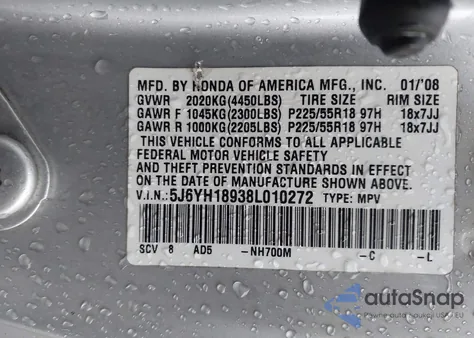 MFD. BY HONDA OF AMERICA MFG., INC. 01/'08
GVWR 2020KG(4450LBS) TIRE SIZE RIM SIZE
GAWR F 1045KG(2300LBS) P225/55R18 97H 18x7JJ
GAWR R 1000KG(2205LBS) P225/55R18 97H 18x7JJ
THIS VEHICLE CONFORMS TO ALL APPLICABLE
FEDERAL MOTOR VEHICLE SAFETY
AND THEFT PREVENTION STANDARDS IN EFFECT
ON THE DATE OF MANUFACTURE SHOWN ABOVE.
V.I.N.: 5J6YH18938L010272 TYPE: MPV
SCV 8 AD5 -NH700M -C -L
autoSnap